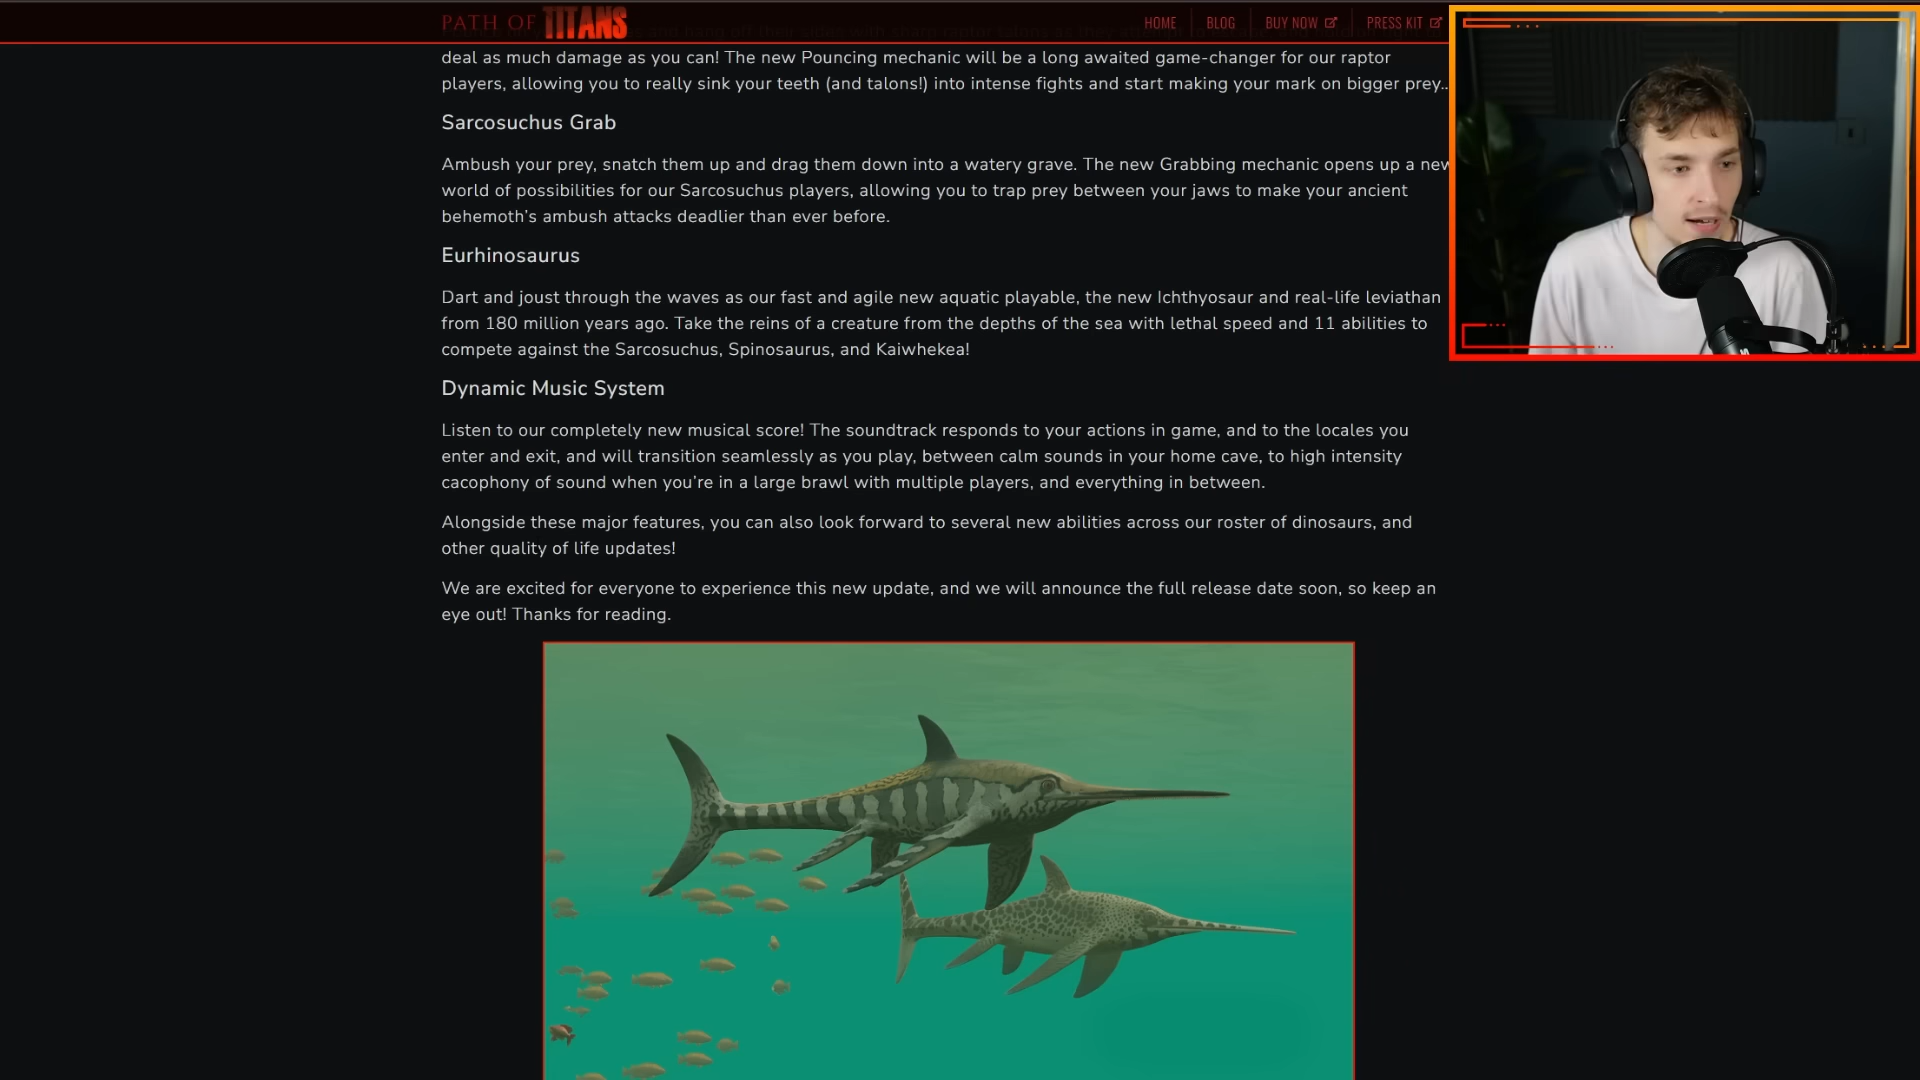 PATH OF TITANS
HOME
BLOG
BUY NOW
PRESS KIT
deal as much damage as you can! The new Pouncing mechanic will be a long awaited game-changer for our raptor
players, allowing you to really sink your teeth (and talons!) into intense fights and start making your mark on bigger prey..
Sarcosuchus Grab
Ambush your prey, snatch them up and drag them down into a watery grave. The new Grabbing mechanic opens up a new
world of possibilities for our Sarcosuchus players, allowing you to trap prey between your jaws to make your ancient
behemoth’s ambush attacks deadlier than ever before.
Eurhinosaurus
Dart and joust through the waves as our fast and agile new aquatic playable, the new Ichthyosaur and real-life leviathan
from 180 million years ago. Take the reins of a creature from the depths of the sea with lethal speed and 11 abilities to
compete against the Sarcosuchus, Spinosaurus, and Kaiwhekea!
Dynamic Music System
Listen to our completely new musical score! The soundtrack responds to your actions in game, and to the locales you
enter and exit, and will transition seamlessly as you play, between calm sounds in your home cave, to high intensity
cacophony of sound when you’re in a large brawl with multiple players, and everything in between.
Alongside these major features, you can also look forward to several new abilities across our roster of dinosaurs, and
other quality of life updates!
We are excited for everyone to experience this new update, and we will announce the full release date soon, so keep an
eye out! Thanks for reading.